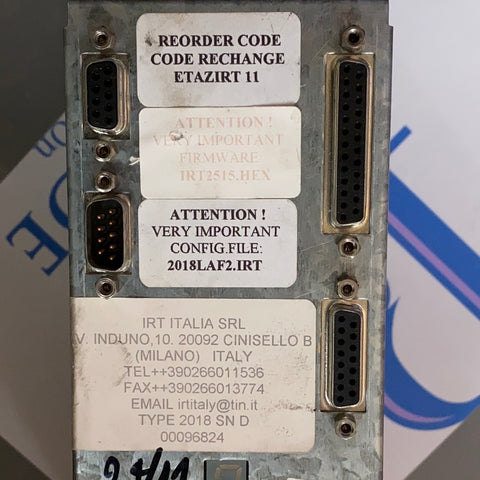 REORDER CODE
CODE RECHANGE
ETAZIRT 11
ATTENTION !
VERY IMPORTANT
FIRMWARE
IRT2515.HEX
ATTENTION !
VERY IMPORTANT
CONFIG.FILE:
2018LAF2.IRT
IRT ITALIA SRL
V. INDUNO,10. 20092 CINISELLO B
(MILANO) ITALY
TEL++390266011536
FAX++390266013774
EMAIL irtitaly@tin.it
TYPE 2018 SN D
00096824